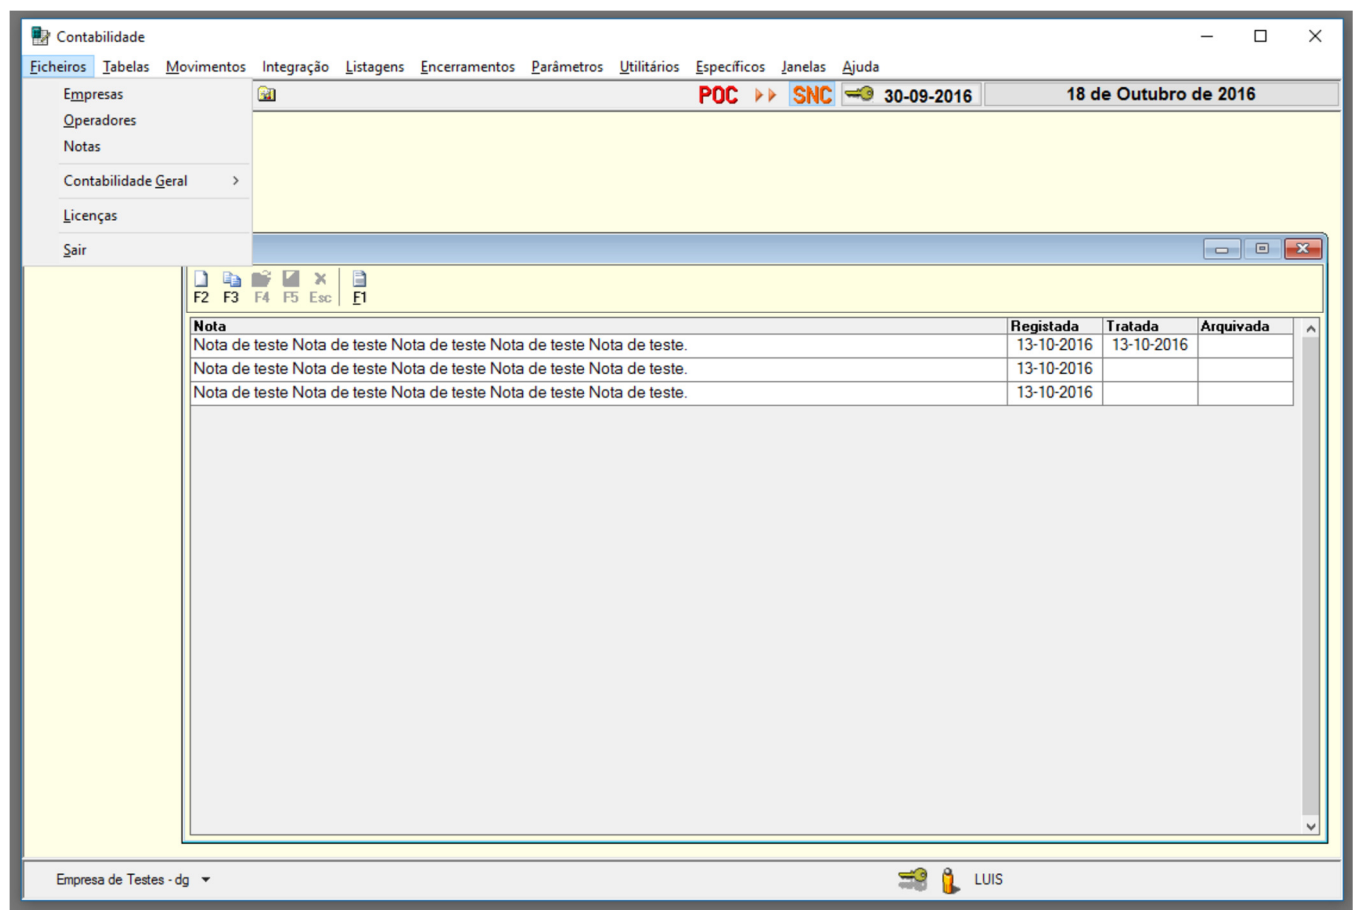 Contabilidade
Ficheiros Tabelas Movimentos Integração Listagens Encerramentos Parâmetros Utilitários Específicos Janelas Ajuda
POC SNC 30-09-2016 18 de Outubro de 2016
Empresas
Operadores
Notas
Contabilidade Geral
Licenças
Sair
F2 F3 F4 F5 Esc F1
Nota Registada Tratada Arquivada
Nota de teste Nota de teste Nota de teste Nota de teste Nota de teste. 13-10-2016 13-10-2016
Nota de teste Nota de teste Nota de teste Nota de teste Nota de teste. 13-10-2016
Nota de teste Nota de teste Nota de teste Nota de teste Nota de teste. 13-10-2016
Empresa de Testes - dg LUIS